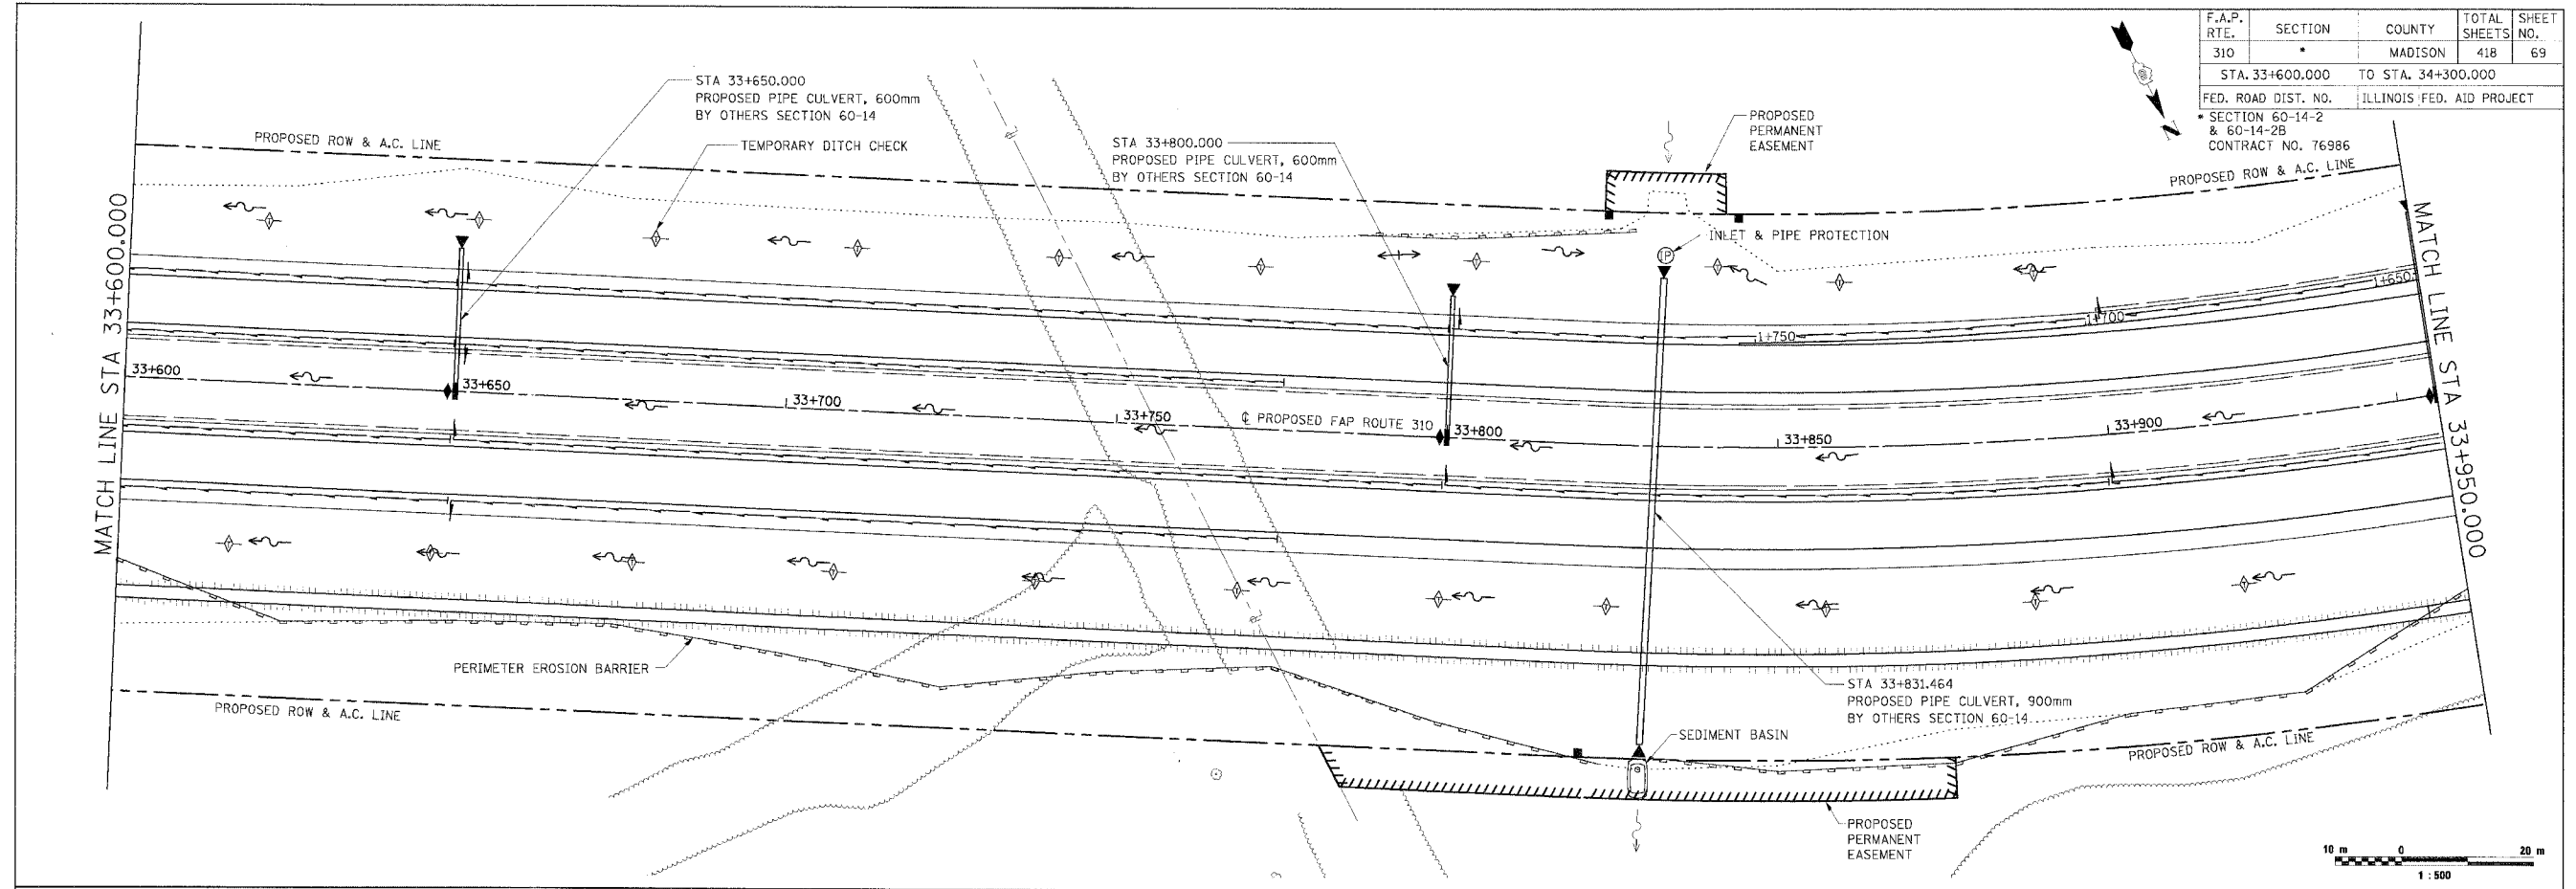 F.A.P. RTE. SECTION COUNTY TOTAL SHEETS SHEET NO.
310 * MADISON 418 69
STA. 33+600.000 TO STA. 34+300.000
FED. ROAD DIST. NO. ILLINOIS FED. AID PROJECT
* SECTION 60-14-2
& 60-14-2B
CONTRACT NO. 76986
N
STA 33+650.000
PROPOSED PIPE CULVERT, 600mm
BY OTHERS SECTION 60-14
TEMPORARY DITCH CHECK
STA 33+800.000
PROPOSED PIPE CULVERT, 600mm
BY OTHERS SECTION 60-14
PROPOSED
PERMANENT
EASEMENT
PROPOSED ROW & A.C. LINE
PROPOSED ROW & A.C. LINE
INLET & PIPE PROTECTION
IP
MATCH LINE STA 33+600.000
MATCH LINE STA 33+950.000
1+750
1+700
1+650
33+600
33+650
33+700
33+750
℄ PROPOSED FAP ROUTE 310
33+800
33+850
33+900
PERIMETER EROSION BARRIER
PROPOSED ROW & A.C. LINE
STA 33+831.464
PROPOSED PIPE CULVERT, 900mm
BY OTHERS SECTION 60-14
SEDIMENT BASIN
PROPOSED ROW & A.C. LINE
PROPOSED
PERMANENT
EASEMENT
10 m 0 20 m
1 : 500